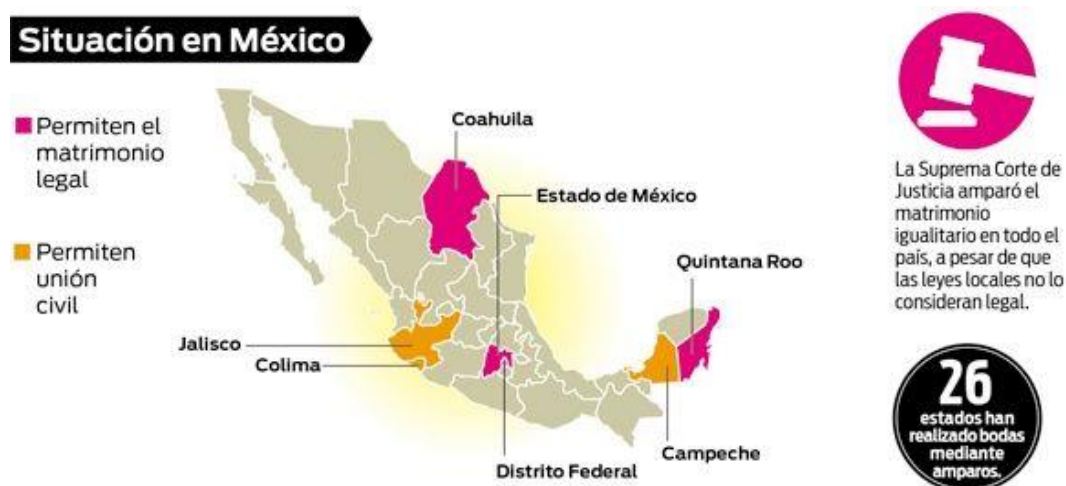 Situación en México
Permiten el
matrimonio
legal
Permiten
unión
civil
Coahuila
Estado de México
Quintana Roo
Jalisco
Colima
Campeche
Distrito Federal
La Suprema Corte de
Justicia amparó el
matrimonio
igualitario en todo el
país, a pesar de que
las leyes locales no lo
consideran legal.
26
estados han
realizado bodas
mediante
amparos.